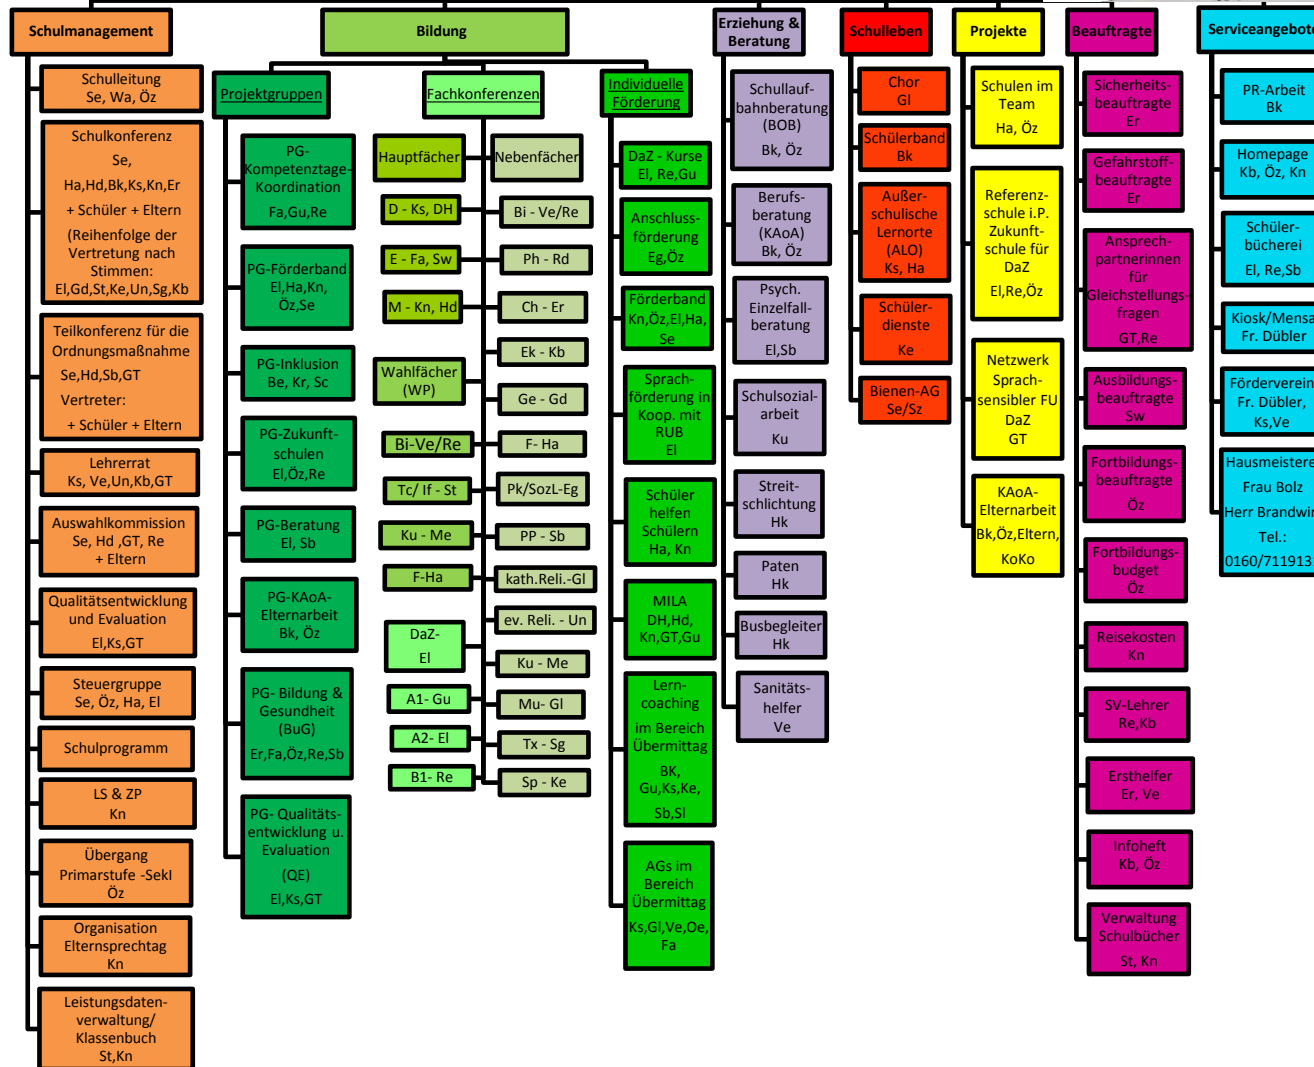 Schulmanagement
Schulleitung
Se, Wa, Öz
Schulkonferenz
Se,
Ha,Hd,Bk,Ks,Kn,Er
+ Schüler + Eltern
(Reihenfolge der
Vertretung nach
Stimmen:
El,Gd,St,Ke,Un,Sg,Kb
Teilkonferenz für die
Ordnungsmaßnahme
Se,Hd,Sb,GT
Vertreter:
+ Schüler + Eltern
Lehrerrat
Ks, Ve,Un,Kb,GT
Auswahlkommission
Se, Hd ,GT, Re
+ Eltern
Qualitätsentwicklung
und Evaluation
El,Ks,GT
Steuergruppe
Se, Öz, Ha, El
Schulprogramm
LS & ZP
Kn
Übergang
Primarstufe -SekI
Öz
Organisation
Elternsprechtag
Kn
Leistungsdaten-
verwaltung/
Klassenbuch
St,Kn
Bildung
Projektgruppen
PG-
Kompetenztage-
Koordination
Fa,Gu,Re
PG-Förderband
El,Ha,Kn,
Öz,Se
PG-Inklusion
Be, Kr, Sc
PG-Zukunft-
schulen
El,Öz,Re
PG-Beratung
El, Sb
PG-KAoA-
Elternarbeit
Bk, Öz
PG- Bildung &
Gesundheit
(BuG)
Er,Fa,Öz,Re,Sb
PG- Qualitäts-
entwicklung u.
Evaluation
(QE)
El,Ks,GT
Fachkonferenzen
Hauptfächer
D - Ks, DH
E - Fa, Sw
M - Kn, Hd
Wahlfächer
(WP)
Bi-Ve/Re
Tc/ If - St
Ku - Me
F-Ha
DaZ-
El
A1- Gu
A2- El
B1- Re
Nebenfächer
Bi - Ve/Re
Ph - Rd
Ch - Er
Ek - Kb
Ge - Gd
F- Ha
Pk/SozL-Eg
PP - Sb
kath.Reli.-Gl
ev. Reli. - Un
Ku - Me
Mu- Gl
Tx - Sg
Sp - Ke
Individuelle
Förderung
DaZ - Kurse
El, Re,Gu
Anschluss-
förderung
Eg,Öz
Förderband
Kn,Öz,El,Ha,
Se
Sprach-
förderung in
Koop. mit
RUB
El
Schüler
helfen
Schülern
Ha, Kn
MILA
DH,Hd,
Kn,GT,Gu
Lern-
coaching
im Bereich
Übermittag
BK,
Gu,Ks,Ke,
Sb,Sl
AGs im
Bereich
Übermittag
Ks,Gl,Ve,Oe,
Fa
Erziehung &
Beratung
Schullauf-
bahnberatung
(BOB)
Bk, Öz
Berufs-
beratung
(KAoA)
Bk, Öz
Psych.
Einzelfall-
beratung
El,Sb
Schulsozial-
arbeit
Ku
Streit-
schlichtung
Hk
Paten
Hk
Busbegleiter
Hk
Sanitäts-
helfer
Ve
Schulleben
Chor
Gl
Schülerband
Bk
Außer-
schulische
Lernorte
(ALO)
Ks, Ha
Schüler-
dienste
Ke
Bienen-AG
Se/Sz
Projekte
Schulen im
Team
Ha, Öz
Referenz-
schule i.P.
Zukunft-
schule für
DaZ
El,Re,Öz
Netzwerk
Sprach-
sensibler FU
DaZ
GT
KAoA-
Elternarbeit
Bk,Öz,Eltern,
KoKo
Beauftragte
Sicherheits-
beauftragte
Er
Gefahrstoff-
beauftragte
Er
Ansprech-
partnerinnen
für
Gleichstellungs-
fragen
GT,Re
Ausbildungs-
beauftragte
Sw
Fortbildungs-
beauftragte
Öz
Fortbildungs-
budget
Öz
Reisekosten
Kn
SV-Lehrer
Re,Kb
Ersthelfer
Er, Ve
Infoheft
Kb, Öz
Verwaltung
Schulbücher
St, Kn
Serviceangebote
PR-Arbeit
Bk
Homepage
Kb, Öz, Kn
Schüler-
bücherei
El, Re,Sb
Kiosk/Mensa
Fr. Dübler
Förderverein
Fr. Dübler,
Ks,Ve
Hausmeistere
Frau Bolz
Herr Brandwin
Tel.:
0160/711913